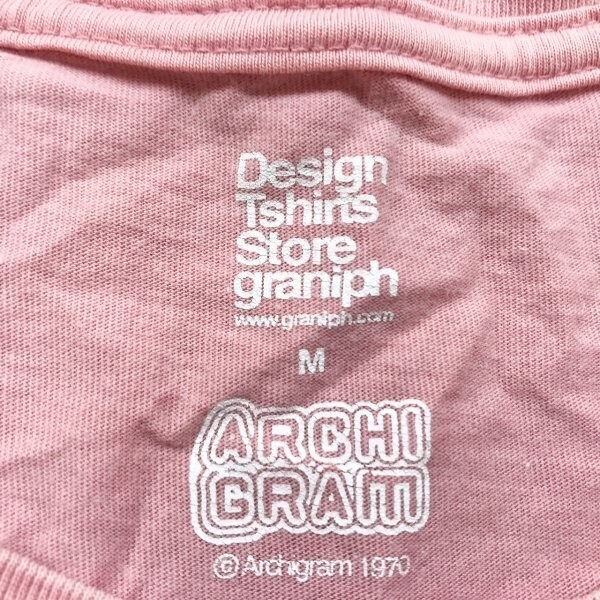 Design
Tshirts
Store
graniph
www.graniph.com
M
ARCHI
GRAM
© Archigram 1970